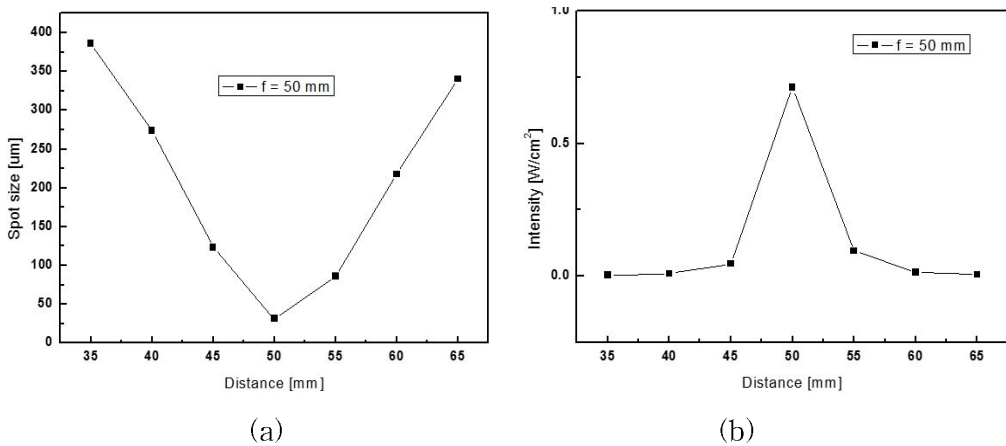 400
350
300
250
200
150
100
50
0
Spot size [um]
f = 50 mm
35 40 45 50 55 60 65
Distance [mm]
(a)
1.0
0.5
0.0
Intensity [W/cm²]
f = 50 mm
35 40 45 50 55 60 65
Distance [mm]
(b)